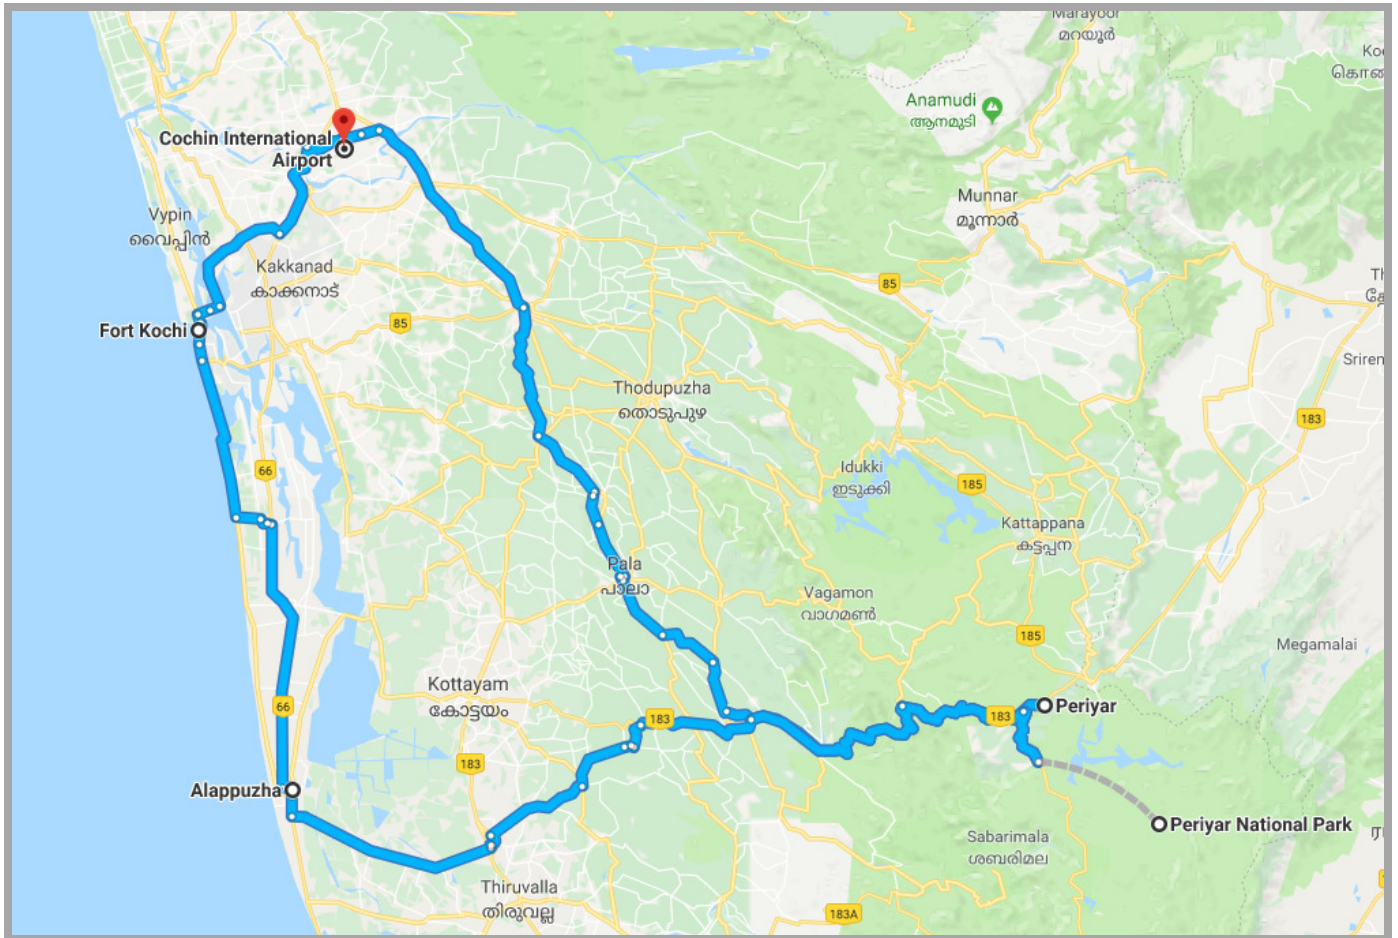 Marayoor
മറയൂർ
Anamudi
ആനമുടി
Cochin International
Airport
Munnar
മൂന്നാർ
Vypin
വൈപ്പിൻ
Kakkanad
കാക്കനാട്
85
Fort Kochi
85
Thodupuzha
തൊടുപുഴ
Sriren
183
66
Idukki
ഇടുക്കി
185
Kattappana
കട്ടപ്പന
Pala
പാലാ
Vagamon
വാഗമൺ
185
Megamalai
Kottayam
കോട്ടയം
66
183
183
Periyar
183
Alappuzha
Periyar National Park
Sabarimala
ശബരിമല
Thiruvalla
തിരുവല്ല
183A